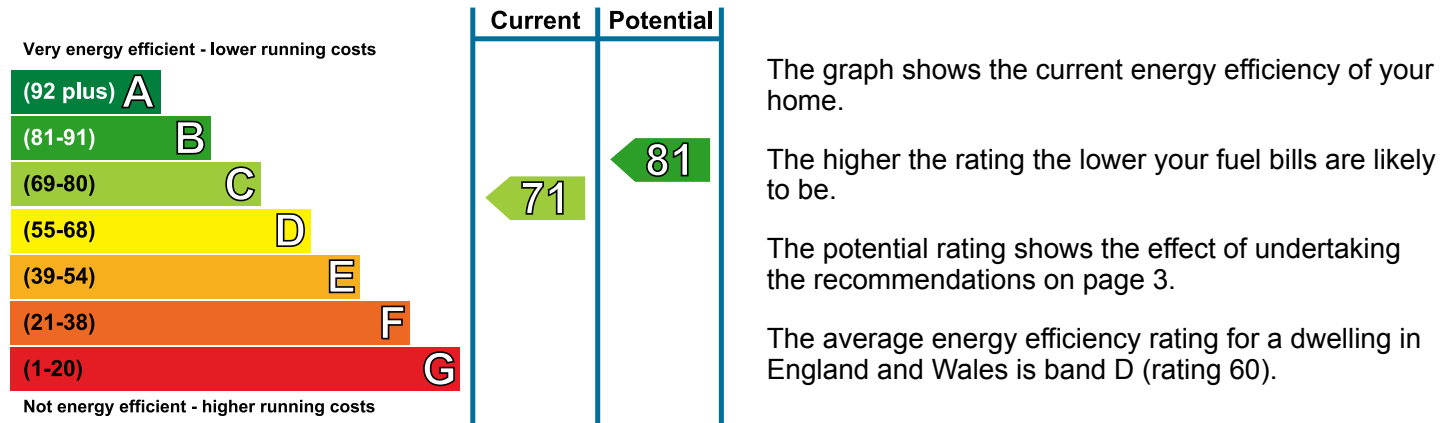 Current Potential
Very energy efficient - lower running costs
(92 plus) A
(81-91) B
(69-80) C
(55-68) D
(39-54) E
(21-38) F
(1-20) G
Not energy efficient - higher running costs
71
81
The graph shows the current energy efficiency of your
home.
The higher the rating the lower your fuel bills are likely
to be.
The potential rating shows the effect of undertaking
the recommendations on page 3.
The average energy efficiency rating for a dwelling in
England and Wales is band D (rating 60).